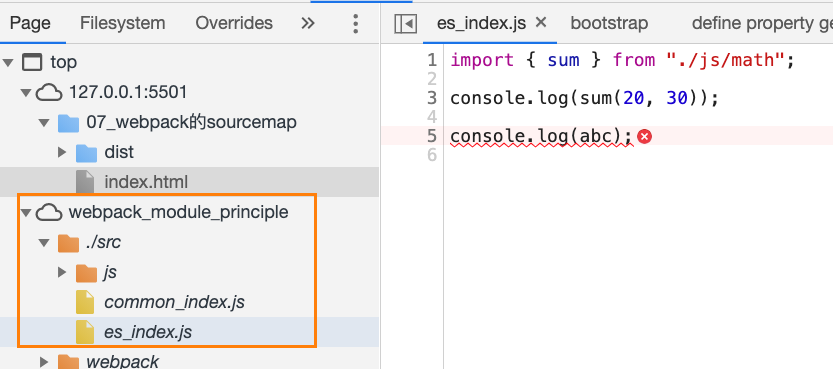 Page Filesystem Overrides »
top
127.0.0.1:5501
07_webpack的sourcemap
dist
index.html
webpack_module_principle
./src
js
common_index.js
es_index.js
webpack
es_index.js × bootstrap define property ge
1 import { sum } from "./js/math";
2
3 console.log(sum(20, 30));
4
5 console.log(abc);
6